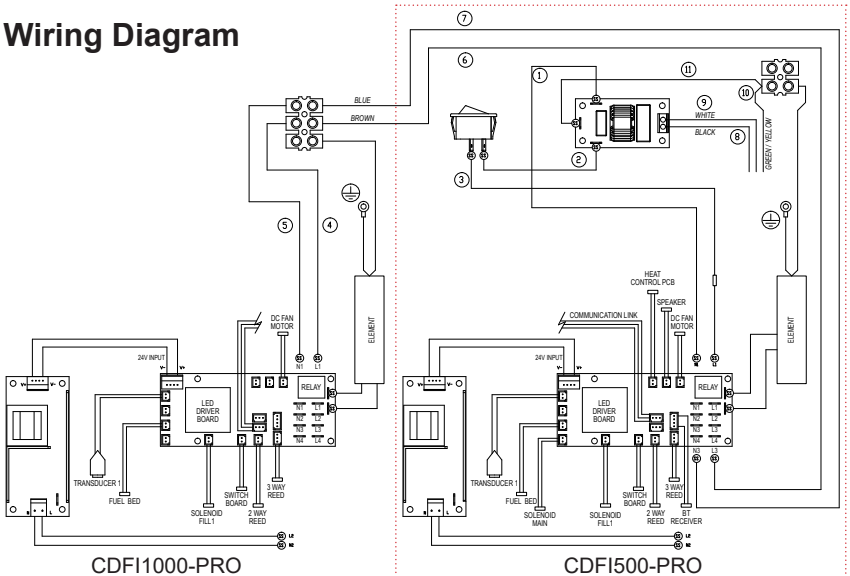 Wiring Diagram
7
6
1
11
10
9
8
2
3
5
4
BLUE
BROWN
WHITE
BLACK
GREEN / YELLOW
DC FAN
MOTOR
N1 L1
24V INPUT
V- V+
V+ V-
RELAY
LED
DRIVER
BOARD
N1 L1
N2 L2
N3 L3
N4 L4
ELEMENT
TRANSDUCER 1
FUEL BED
SOLENOID
FILL1
SWITCH
BOARD
2 WAY
REED
3 WAY
REED
L2
N2
CDFI1000-PRO
HEAT
CONTROL PCB
SPEAKER
DC FAN
MOTOR
COMMUNICATION LINK
24V INPUT
V- V+
V+ V-
L1
RELAY
LED
DRIVER
BOARD
N1 L1
N2 L2
N3 L3
N4 L4
N3 L3
ELEMENT
TRANSDUCER 1
FUEL BED
SOLENOID
MAIN
SOLENOID
FILL1
SWITCH
BOARD
2 WAY
REED
3 WAY
REED
BT
RECEIVER
L2
N2
CDFI500-PRO